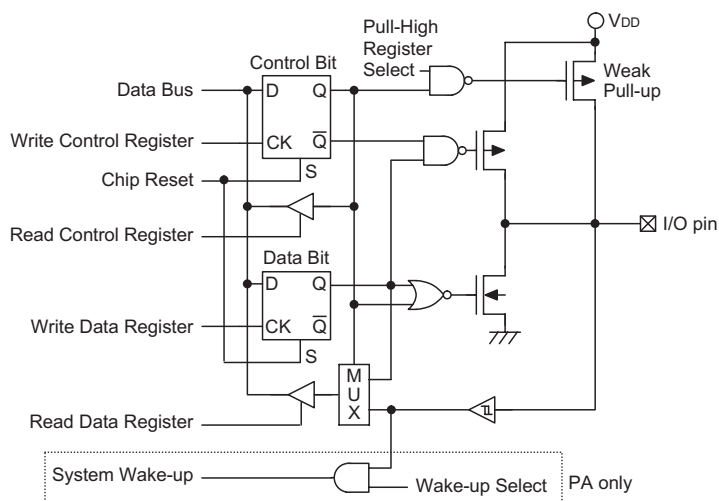 VDD
Pull-High
Register
Select
Control Bit
Weak
Pull-up
Data Bus
D Q
Write Control Register
CK Q
Chip Reset
S
I/O pin
Read Control Register
Data Bit
D Q
Write Data Register
CK Q
S
M
U
X
Read Data Register
System Wake-up
Wake-up Select
PA only